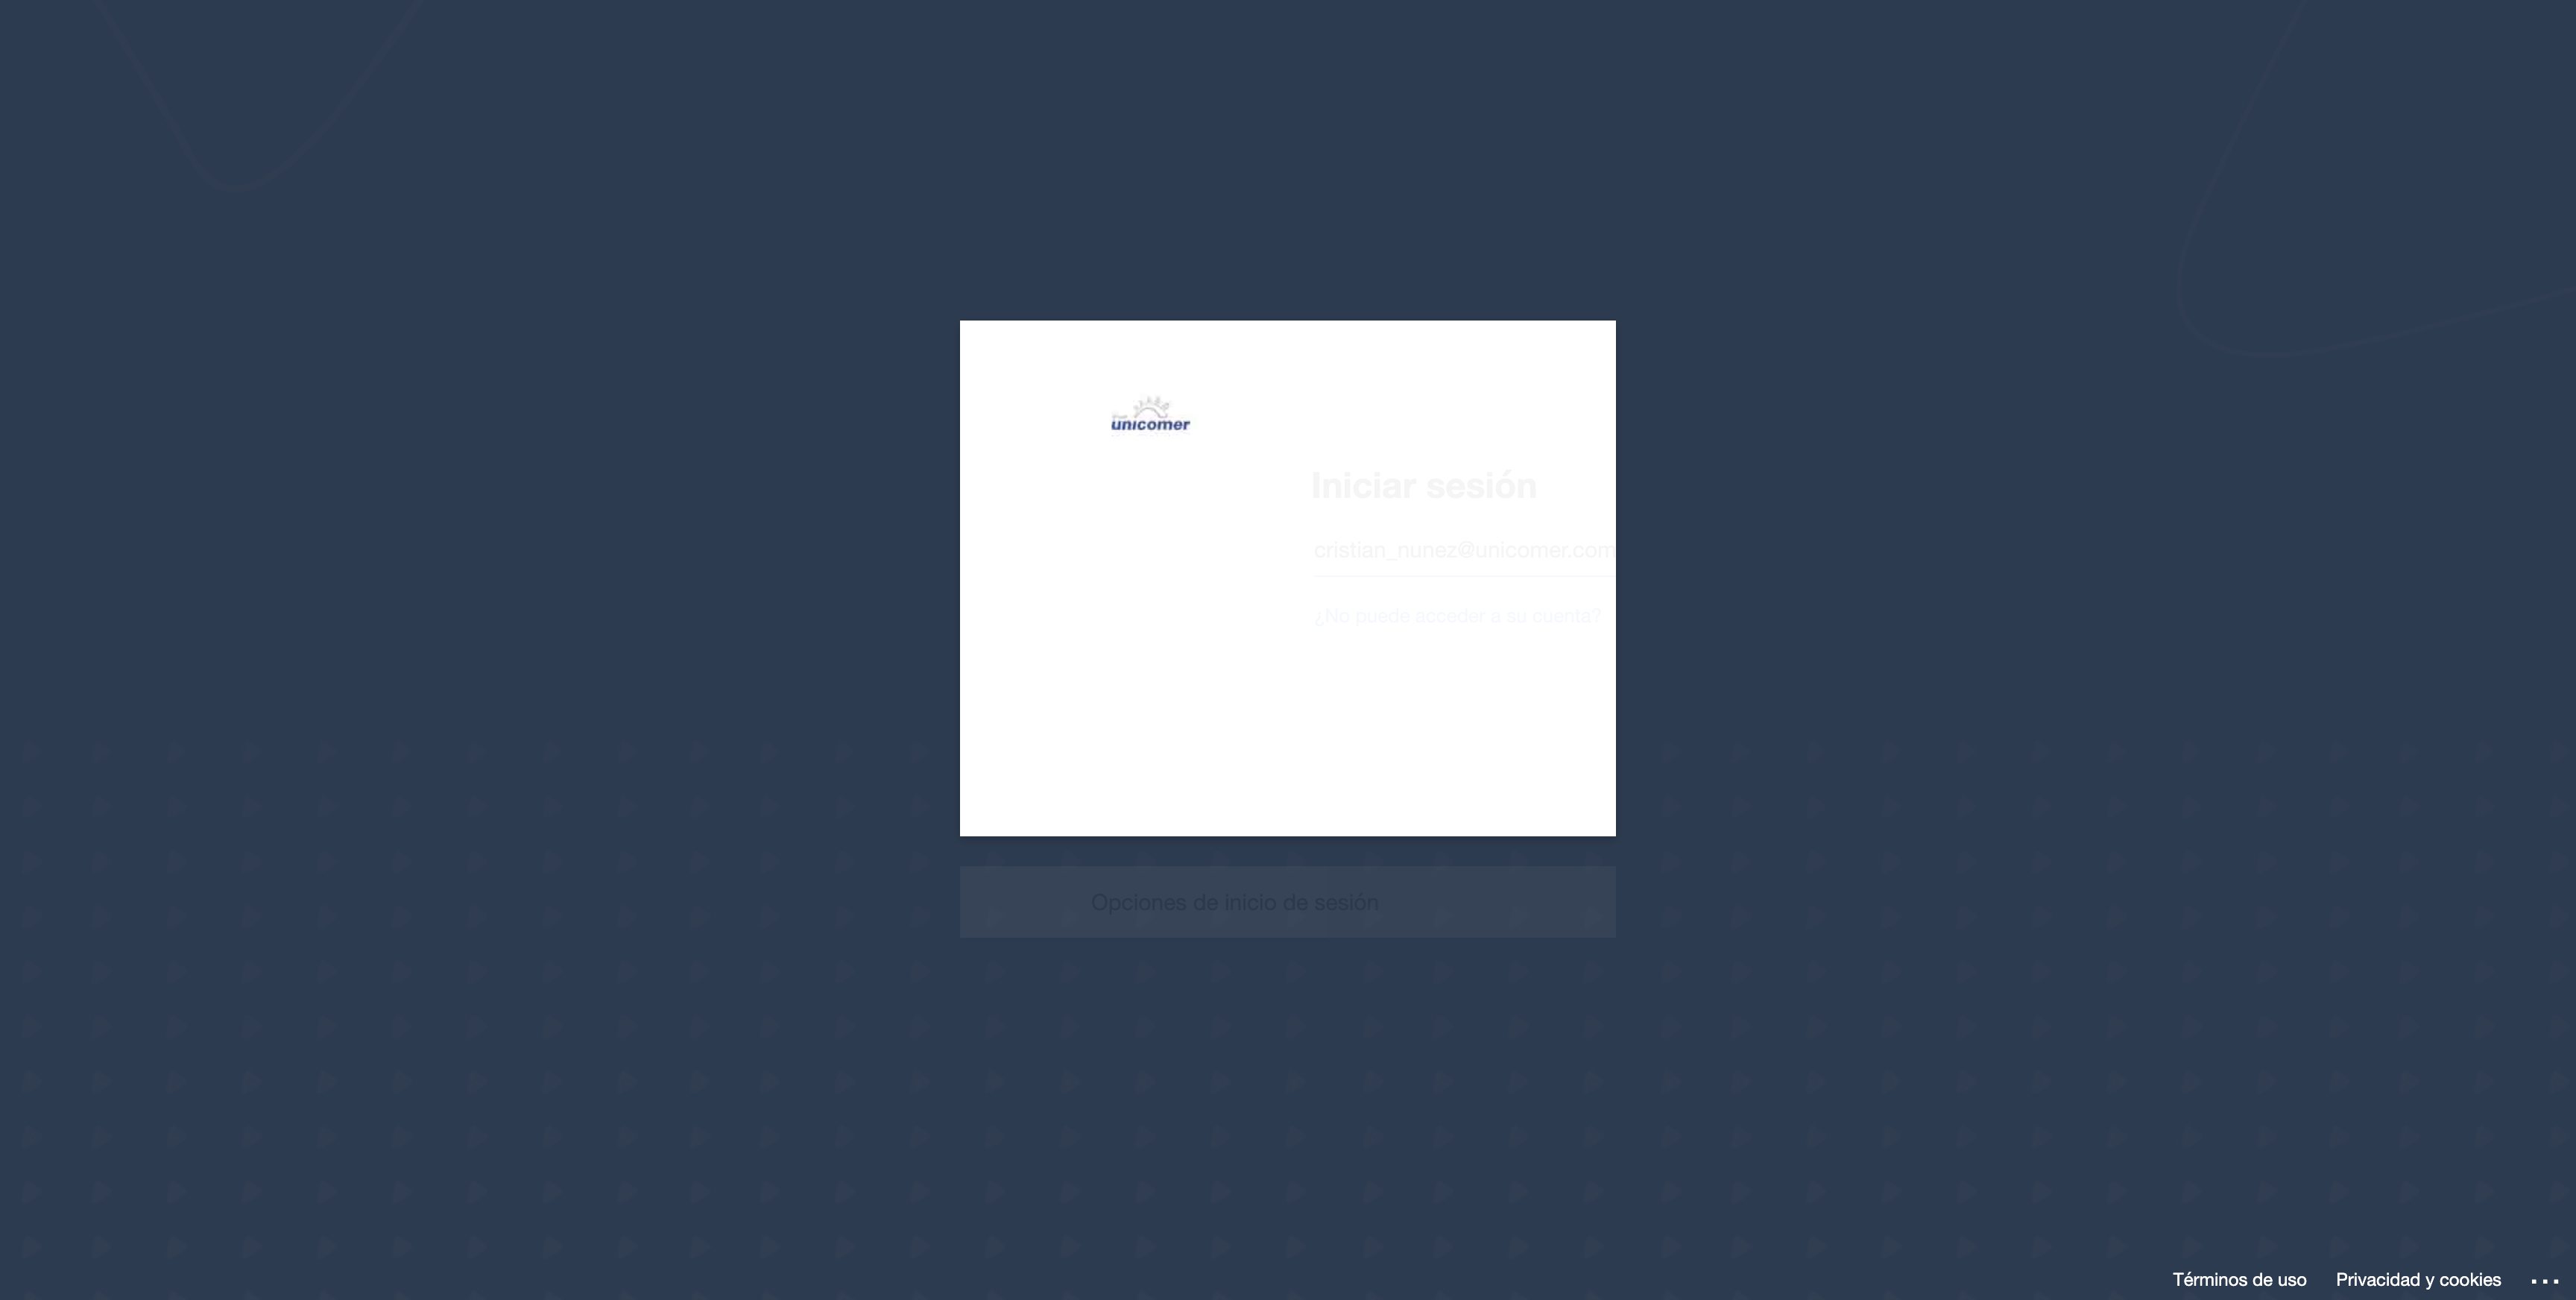 unicomer
Iniciar sesión
cristian_nunez@unicomer.com
¿No puede acceder a su cuenta?
Opciones de inicio de sesión
Términos de uso Privacidad y cookies ...